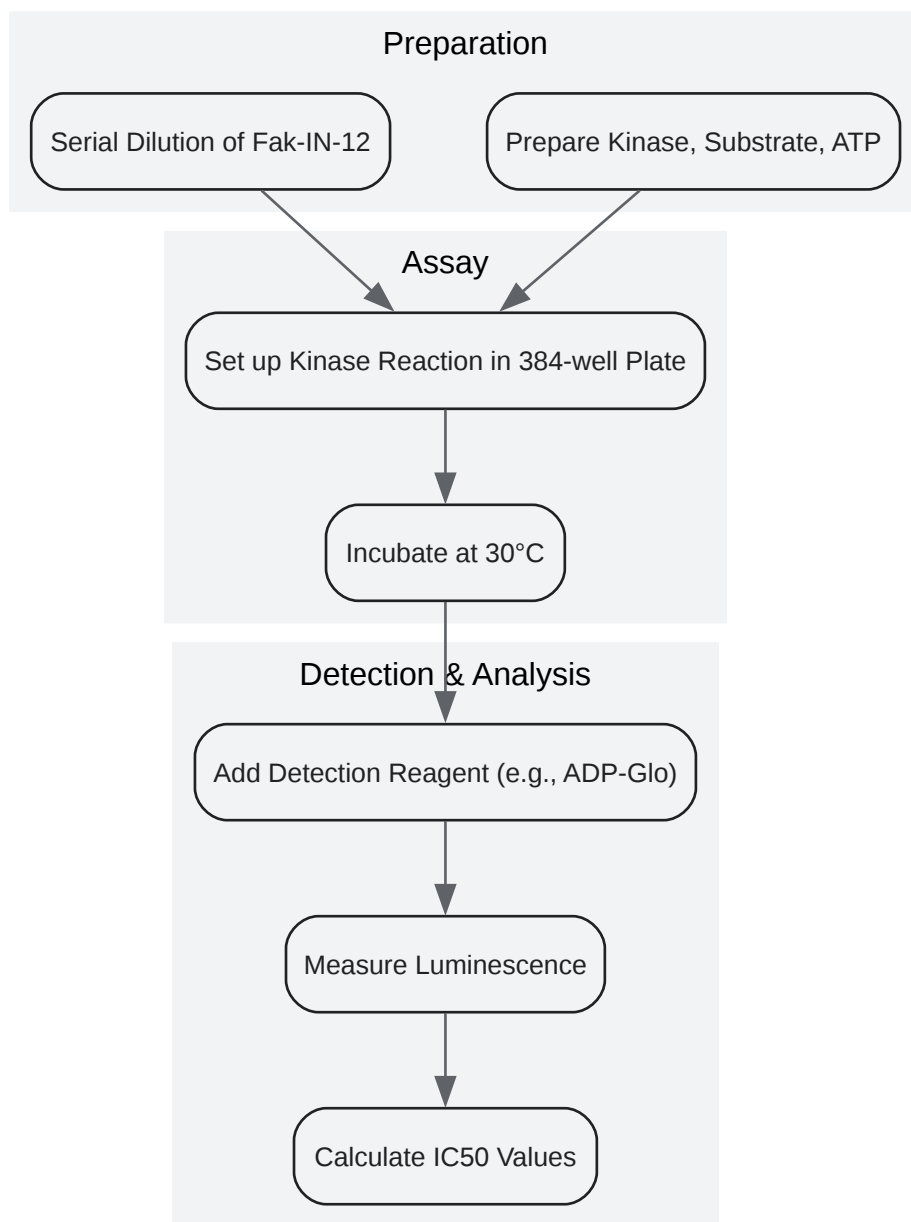 Preparation
Serial Dilution of Fak-IN-12
Prepare Kinase, Substrate, ATP
Assay
Set up Kinase Reaction in 384-well Plate
Incubate at 30°C
Detection & Analysis
Add Detection Reagent (e.g., ADP-Glo)
Measure Luminescence
Calculate IC50 Values